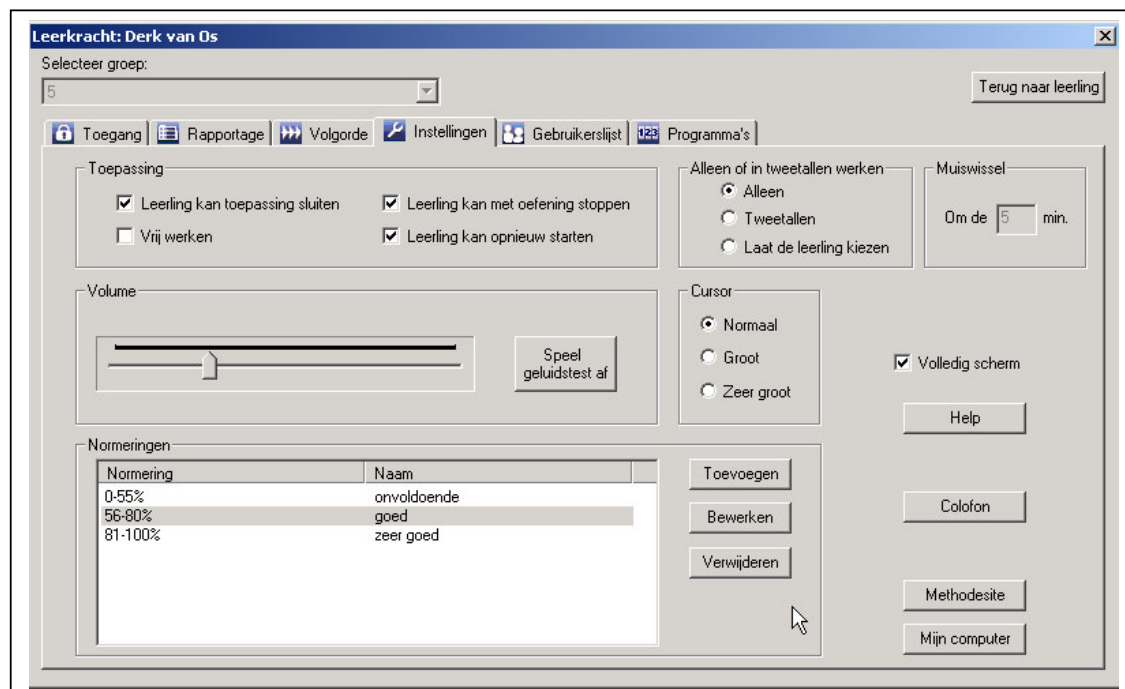 Leerkracht: Derk van Os
Selecteer groep:
5
Terug naar leerling
Toegang Rapportage Volgorde Instellingen Gebruikerslijst 123 Programma's
Toepassing
Leerling kan toepassing sluiten
Leerling kan met oefening stoppen
Vrij werken
Leerling kan opnieuw starten
Alleen of in tweetallen werken
Alleen
Tweetallen
Laat de leerling kiezen
Muiswissel
Om de 5 min.
Volume
Speel
geluidstest af
Cursor
Normaal
Groot
Zeer groot
Volledig scherm
Help
Normeringen
Normering Naam
0-55% onvoldoende
56-80% goed
81-100% zeer goed
Toevoegen
Bewerken
Verwijderen
Colofon
Methodesite
Mijn computer